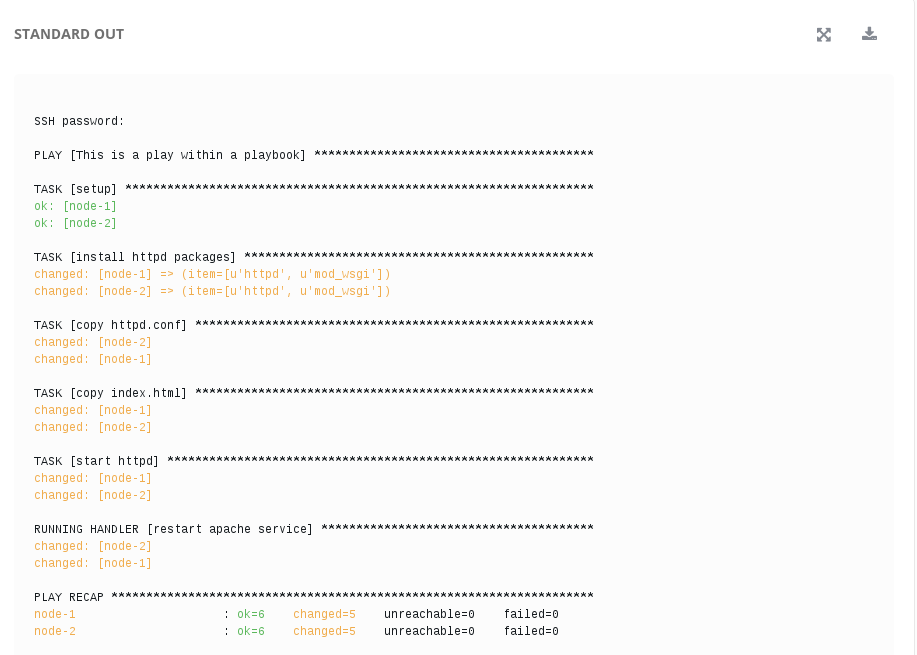 STANDARD OUT
SSH password:
PLAY [This is a play within a playbook] ****************************************
TASK [setup] *******************************************************************
ok: [node-1]
ok: [node-2]
TASK [install httpd packages] **************************************************
changed: [node-1] => (item=[u'httpd', u'mod_wsgi'])
changed: [node-2] => (item=[u'httpd', u'mod_wsgi'])
TASK [copy httpd.conf] *********************************************************
changed: [node-2]
changed: [node-1]
TASK [copy index.html] *********************************************************
changed: [node-1]
changed: [node-2]
TASK [start httpd] *************************************************************
changed: [node-1]
changed: [node-2]
RUNNING HANDLER [restart apache service] ***************************************
changed: [node-2]
changed: [node-1]
PLAY RECAP *********************************************************************
node-1                     : ok=6    changed=5    unreachable=0    failed=0
node-2                     : ok=6    changed=5    unreachable=0    failed=0